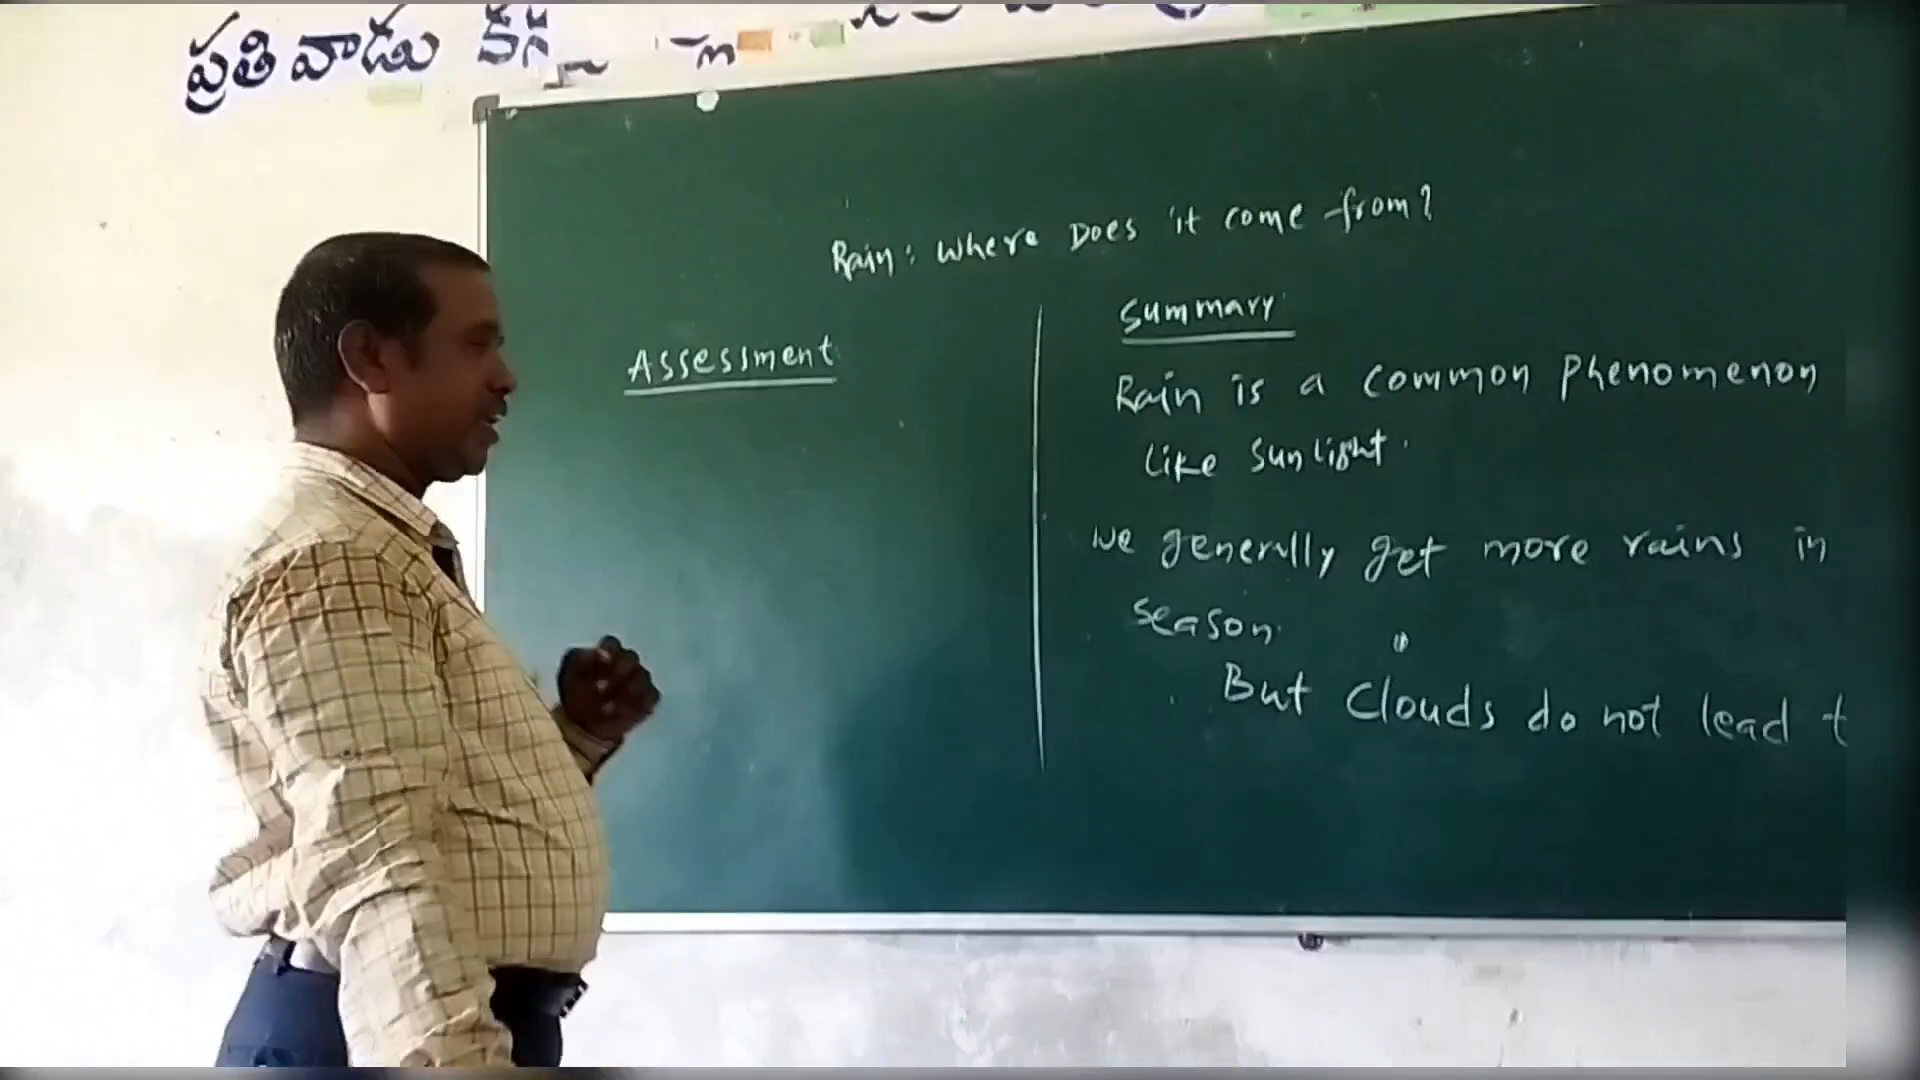 ప్రతి వాడు
Rain: Where Does it come from?
Assessment
Summary
Rain is a common phenomenon
like sunlight.
we generally get more rains in
season.
But Clouds do not lead t